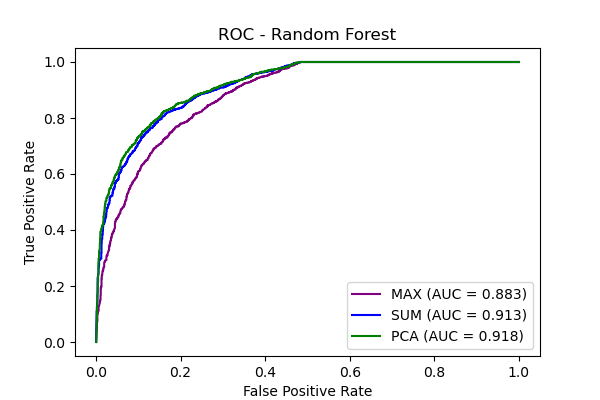 ROC - Random Forest
True Positive Rate
1.0
0.8
0.6
0.4
0.2
0.0
MAX (AUC = 0.883)
SUM (AUC = 0.913)
PCA (AUC = 0.918)
0.0 0.2 0.4 0.6 0.8 1.0
False Positive Rate